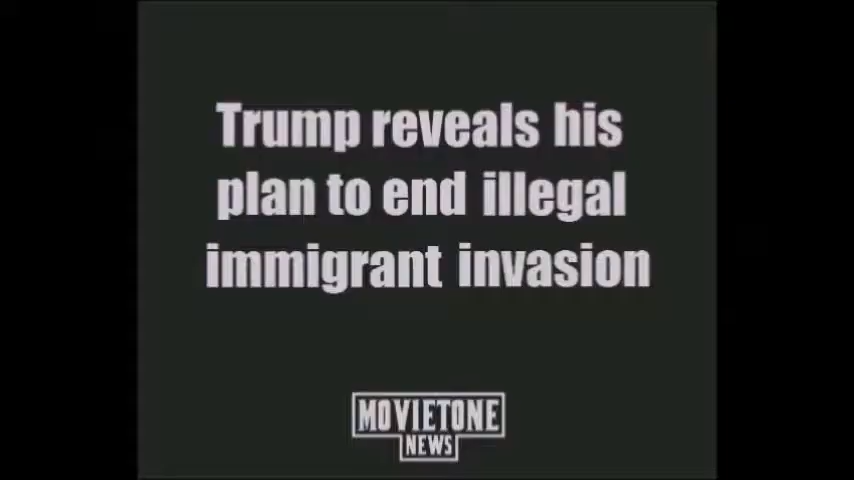 Trump reveals his
plan to end illegal
immigrant invasion
MOVIETONE
NEWS